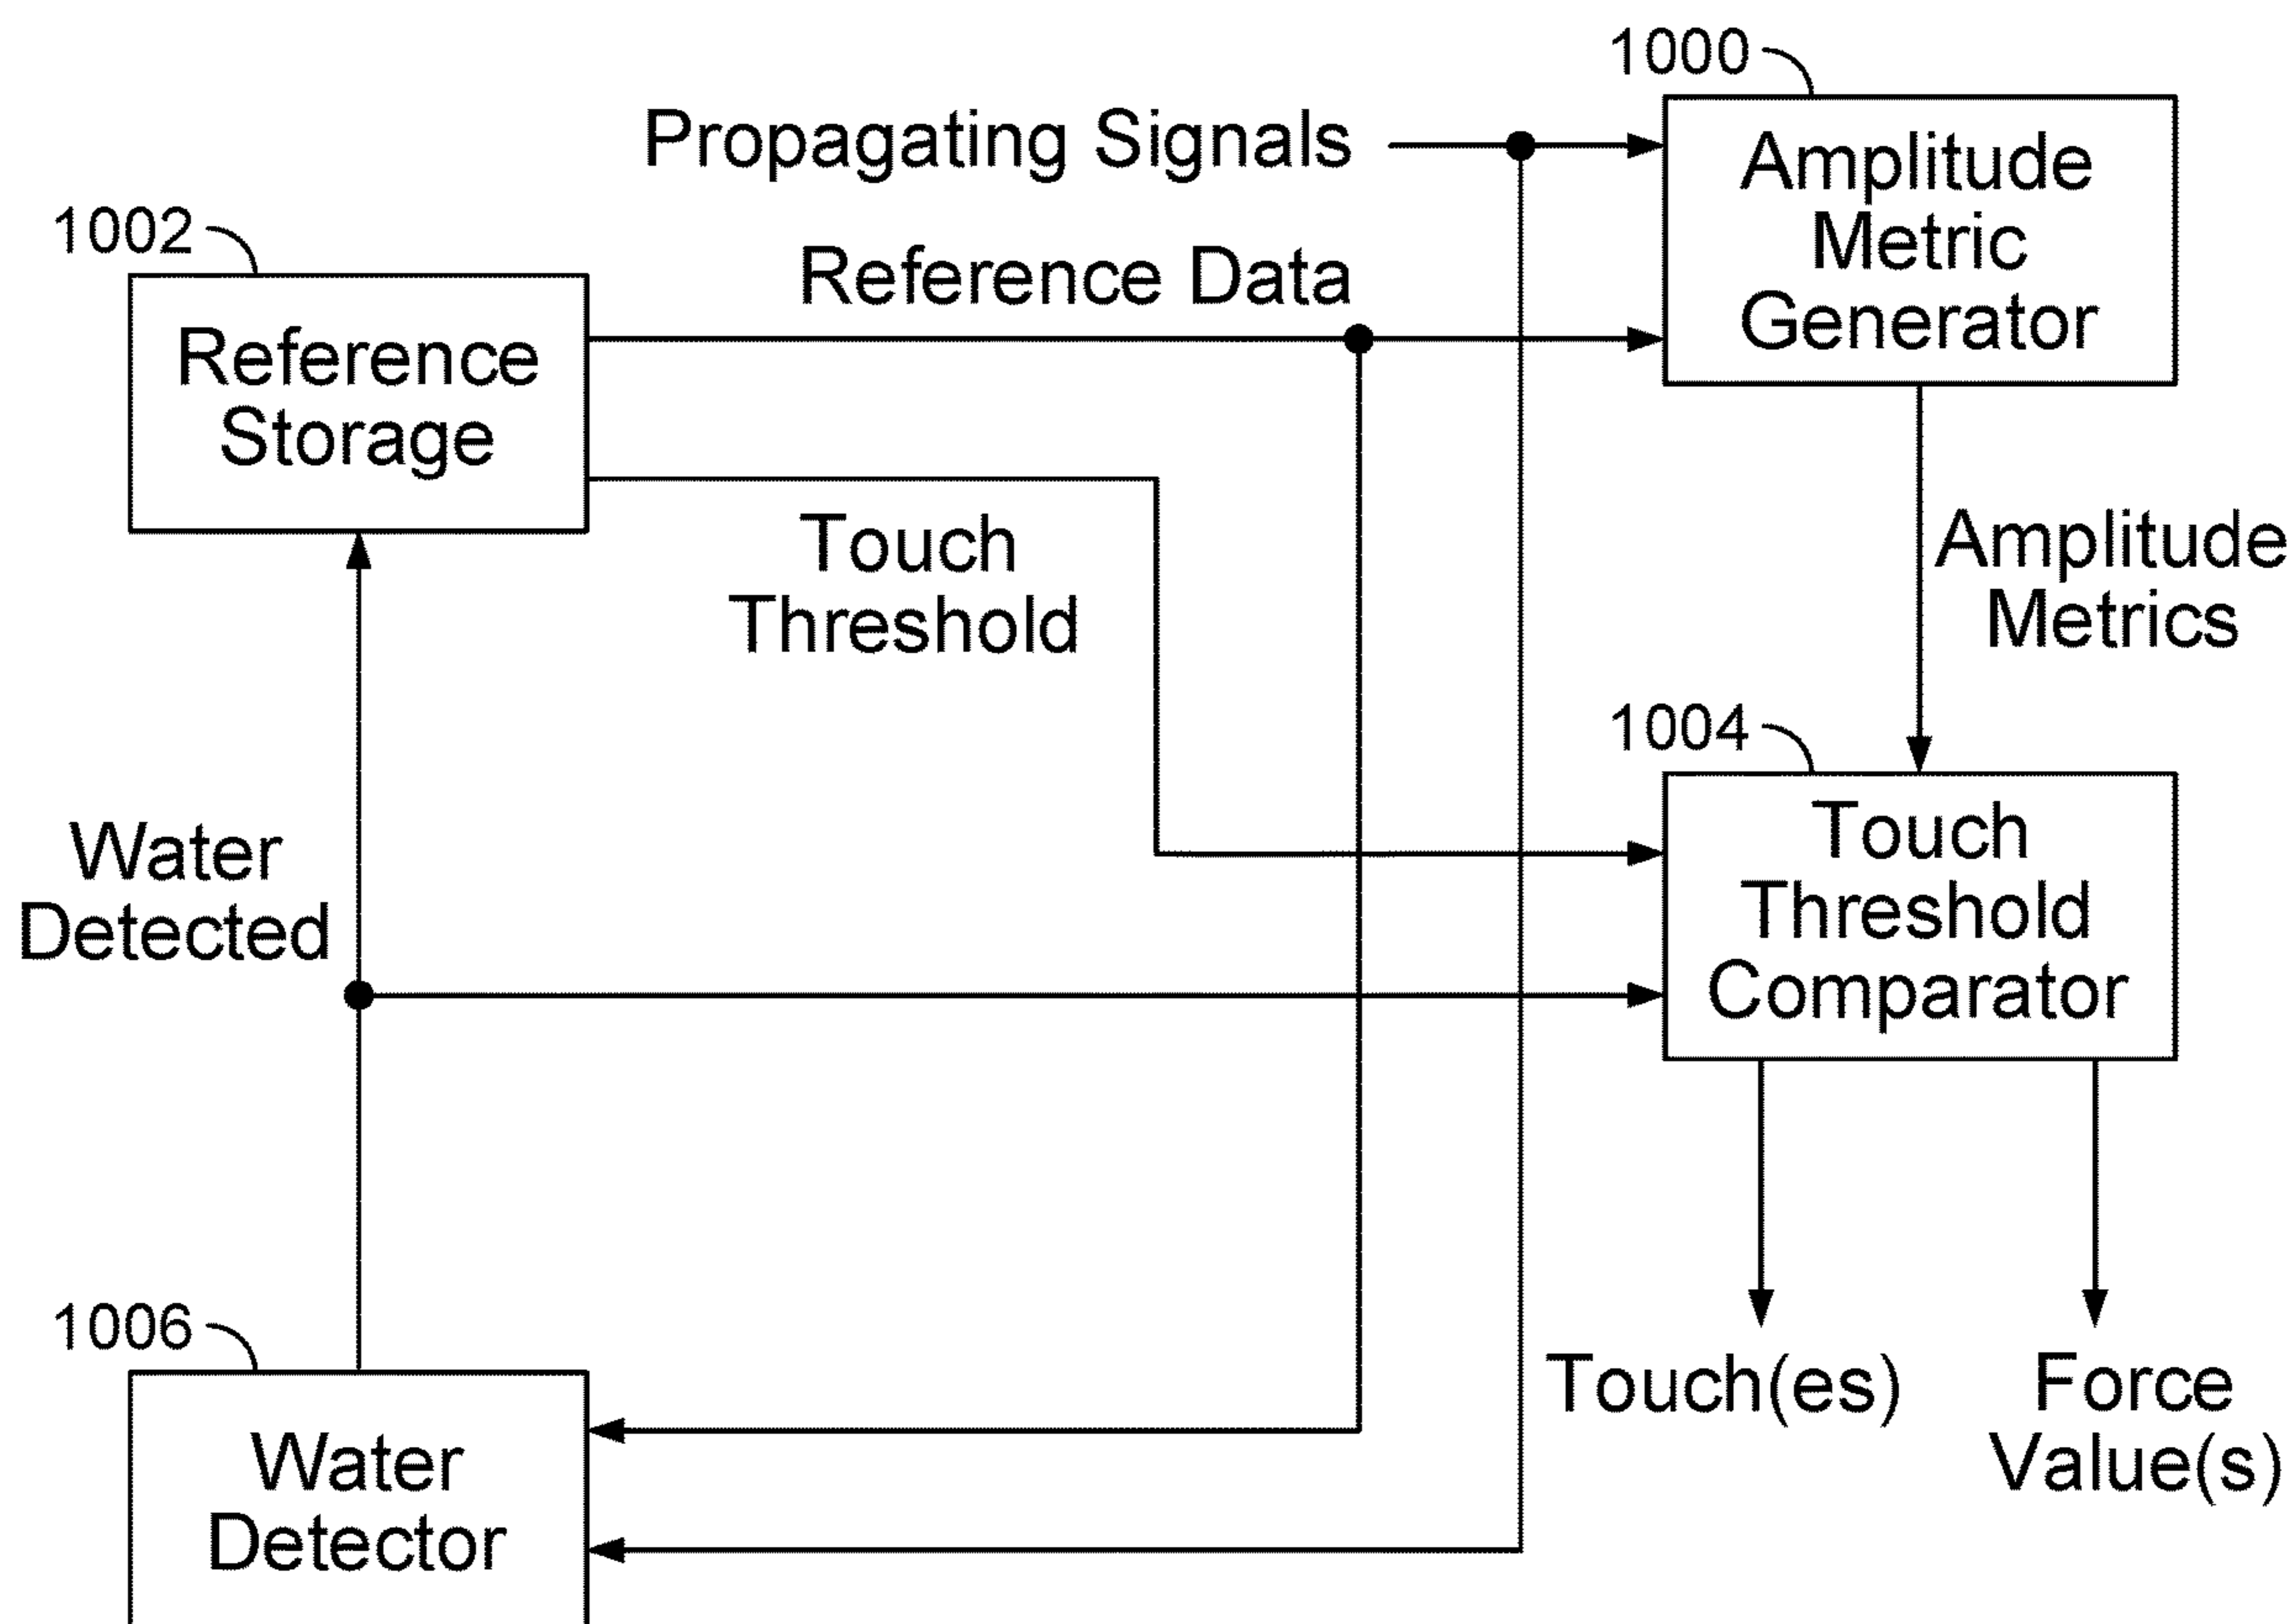 1000
Propagating Signals
Amplitude
Metric
Generator
1002
Reference Data
Reference
Storage
Touch
Threshold
Amplitude
Metrics
1004
Touch
Threshold
Comparator
Water
Detected
1006
Water
Detector
Touch(es)
Force
Value(s)